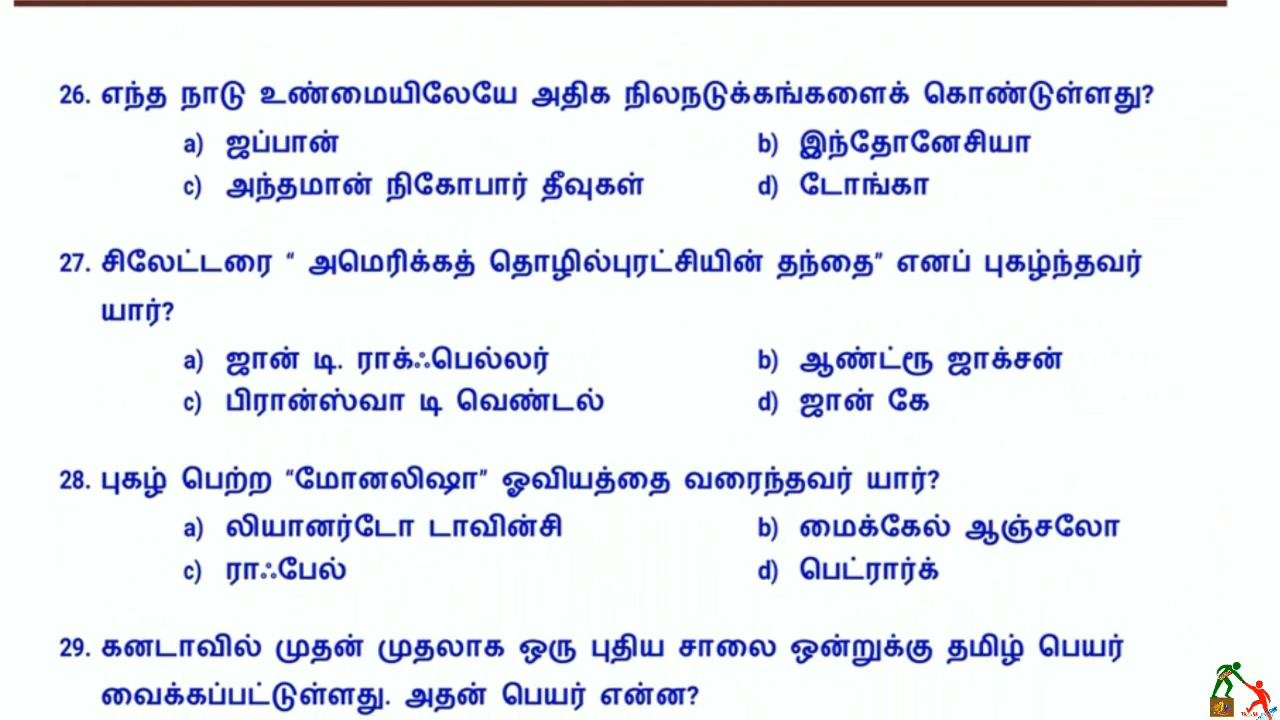 26. எந்த நாடு உண்மையிலேயே அதிக நிலநடுக்கங்களைக் கொண்டுள்ளது?
a) ஜப்பான் b) இந்தோனேசியா
c) அந்தமான் நிகோபார் தீவுகள் d) டோங்கா
27. சிலேட்டரை “ அமெரிக்கத் தொழில்புரட்சியின் தந்தை” எனப் புகழ்ந்தவர்
யார்?
a) ஜான் டி. ராக்ஃபெல்லர் b) ஆண்ட்ரூ ஜாக்சன்
c) பிரான்ஸ்வா டி வெண்டல் d) ஜான் கே
28. புகழ் பெற்ற “மோனலிஷா” ஓவியத்தை வரைந்தவர் யார்?
a) லியானர்டோ டாவின்சி b) மைக்கேல் ஆஞ்சலோ
c) ராஃபேல் d) பெட்ரார்க்
29. கனடாவில் முதன் முதலாக ஒரு புதிய சாலை ஒன்றுக்கு தமிழ் பெயர்
வைக்கப்பட்டுள்ளது. அதன் பெயர் என்ன?